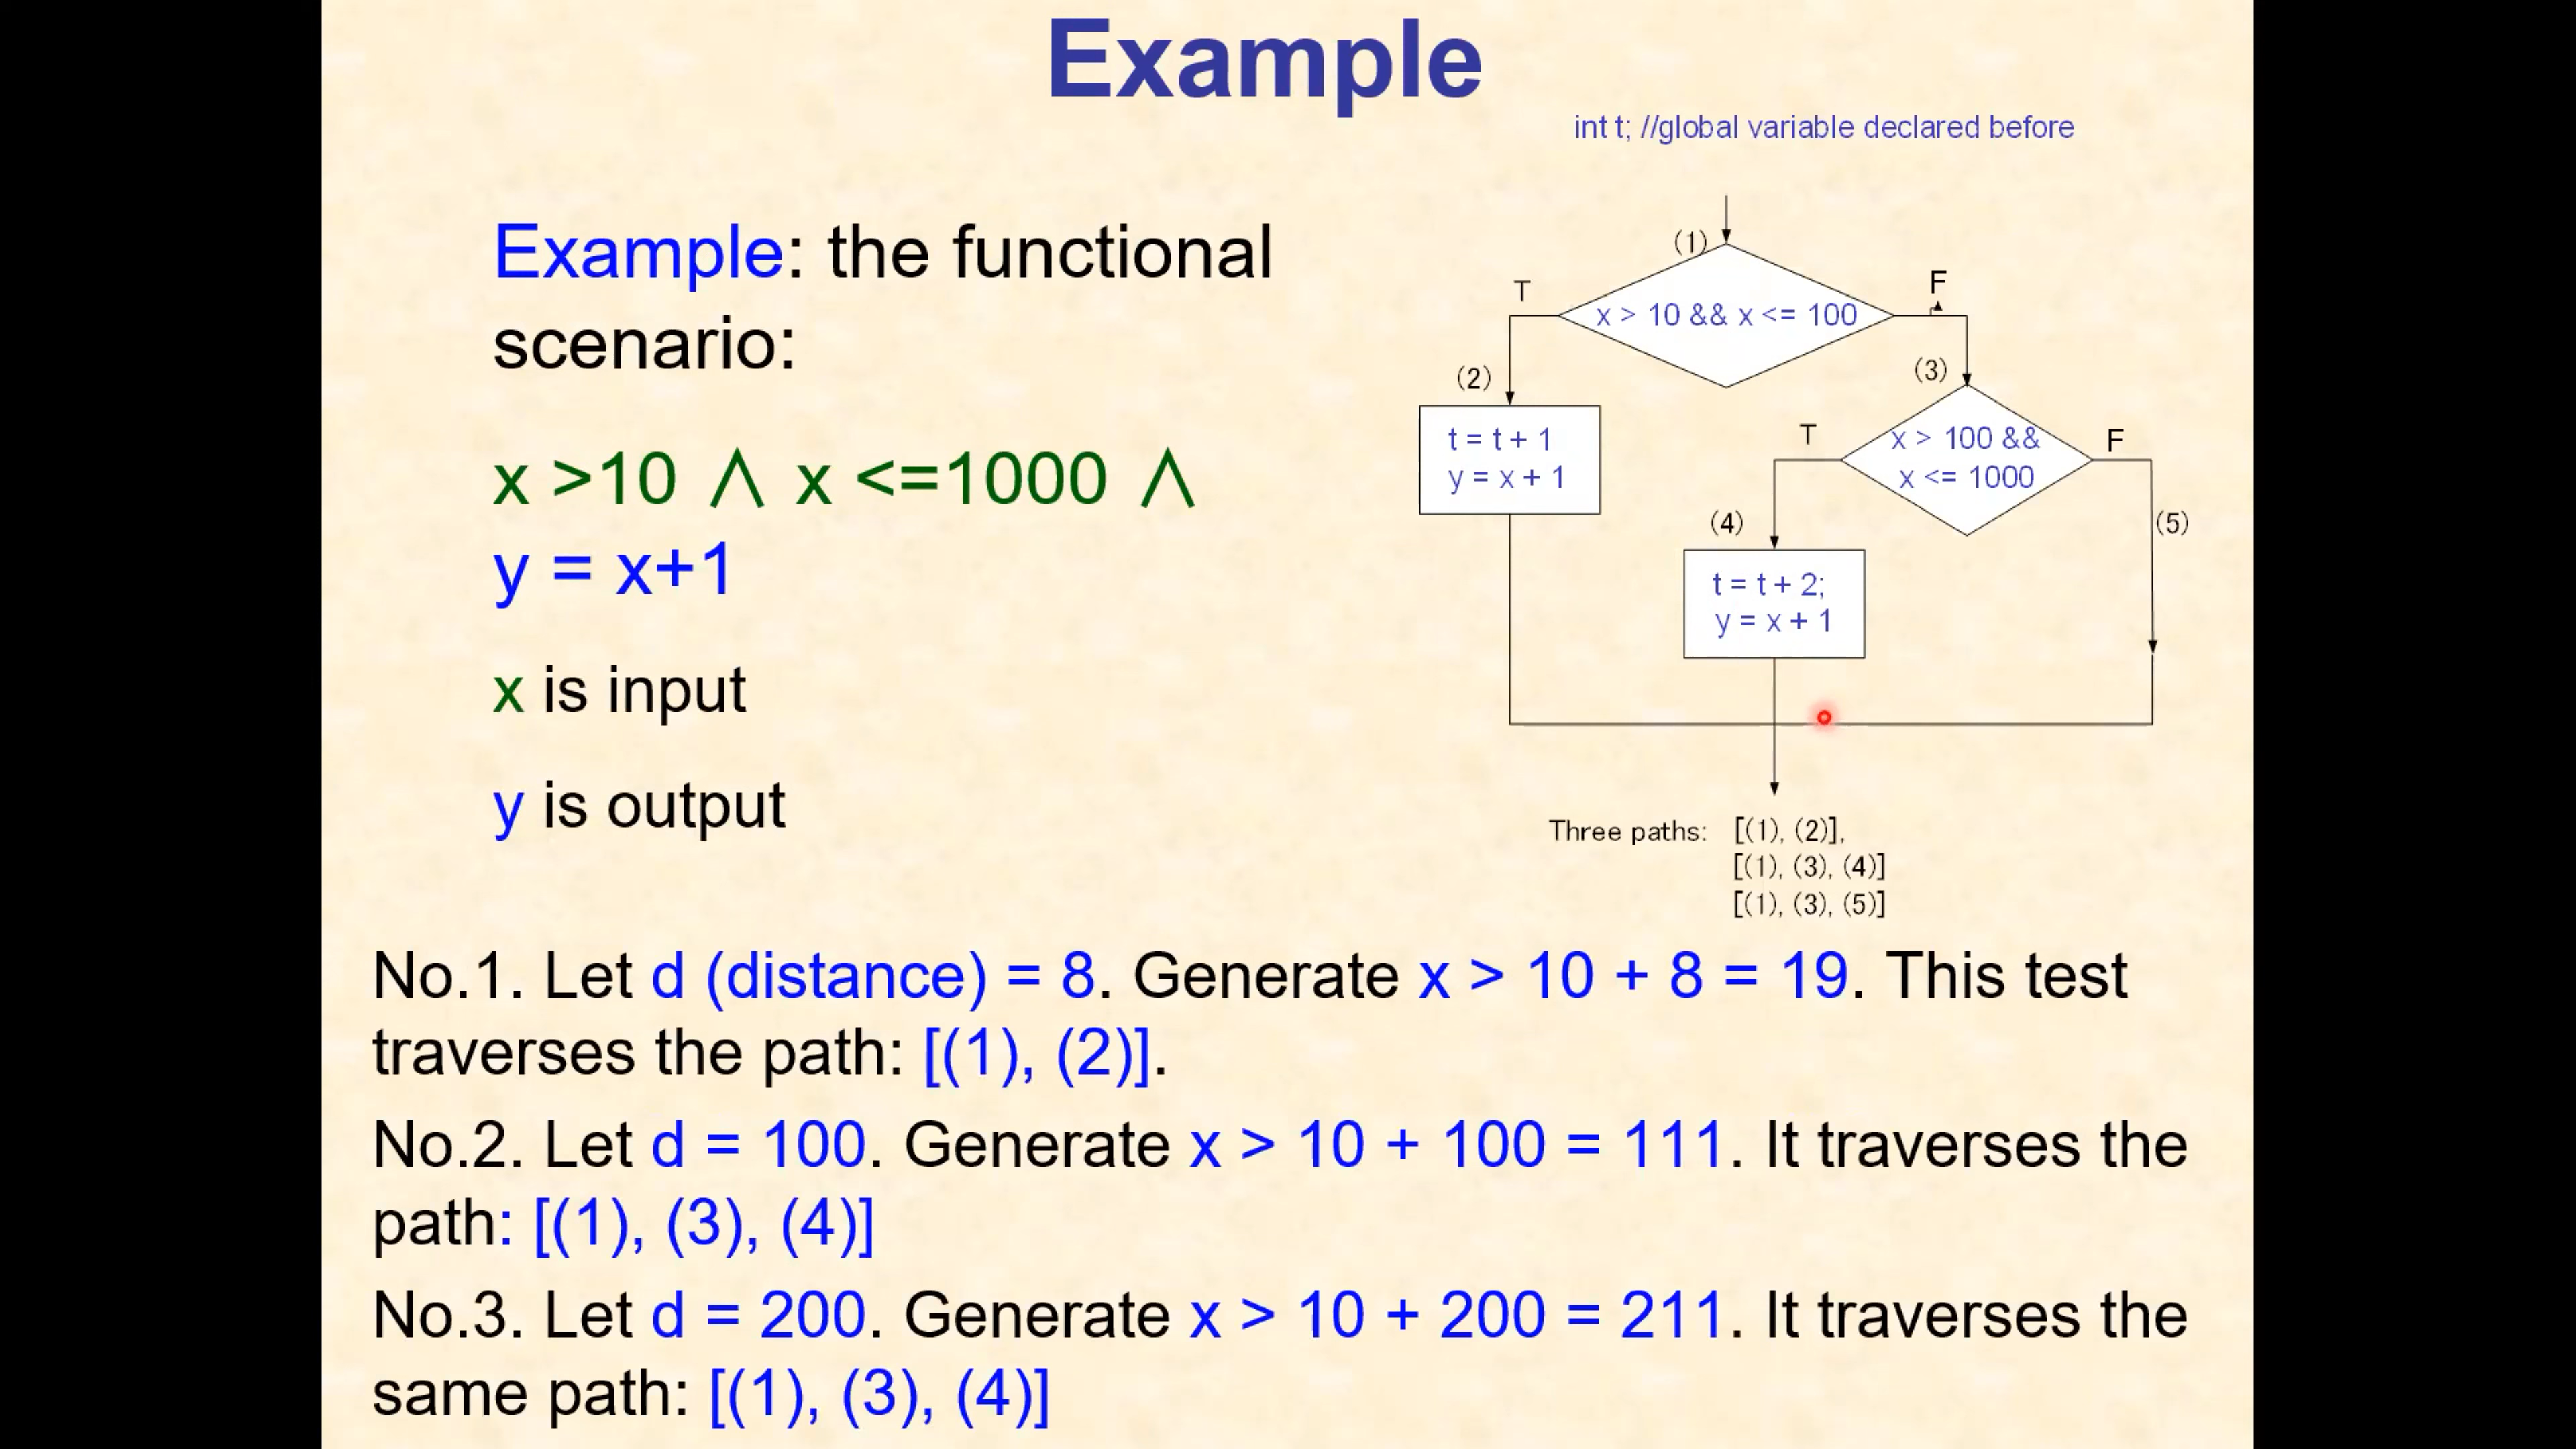 Example
int t; //global variable declared before
Example: the functional
scenario:
x >10 ∧ x <=1000 ∧
y = x+1
x is input
y is output
(1)
x > 10 && x <= 100
T
F
(2)
t = t + 1
y = x + 1
(3)
x > 100 &&
x <= 1000
T
F
(4)
t = t + 2;
y = x + 1
(5)
Three paths: [(1), (2)],
[(1), (3), (4)]
[(1), (3), (5)]
No.1. Let d (distance) = 8. Generate x > 10 + 8 = 19. This test
traverses the path: [(1), (2)].
No.2. Let d = 100. Generate x > 10 + 100 = 111. It traverses the
path: [(1), (3), (4)]
No.3. Let d = 200. Generate x > 10 + 200 = 211. It traverses the
same path: [(1), (3), (4)]